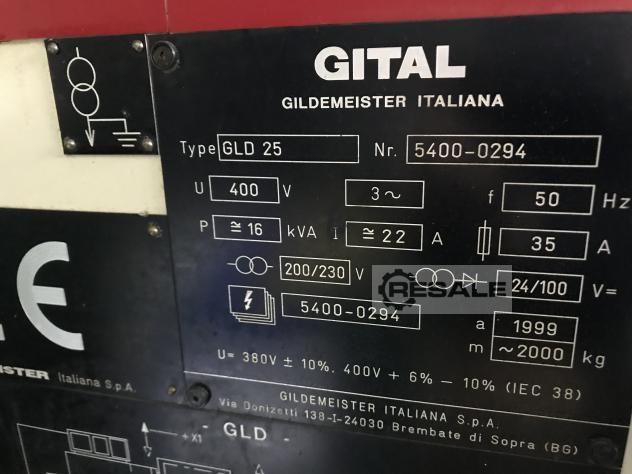 GITAL
GILDEMEISTER ITALIANA
Type GLD 25 Nr. 5400-0294
U 400 V 3~ f 50 Hz
P ≅ 16 kVA I ≅ 22 A 35 A
200/230 V 24/100 V=
RESALE
5400-0294
a 1999
m ~2000 kg
U= 380V ± 10%. 400V + 6% - 10% (IEC 38)
GILDEMEISTER ITALIANA S.p.A.
Via Donizetti 138-I-24030 Brembate di Sopra (BG)
CE
Italiana S.p.A.
+X1 - GLD -